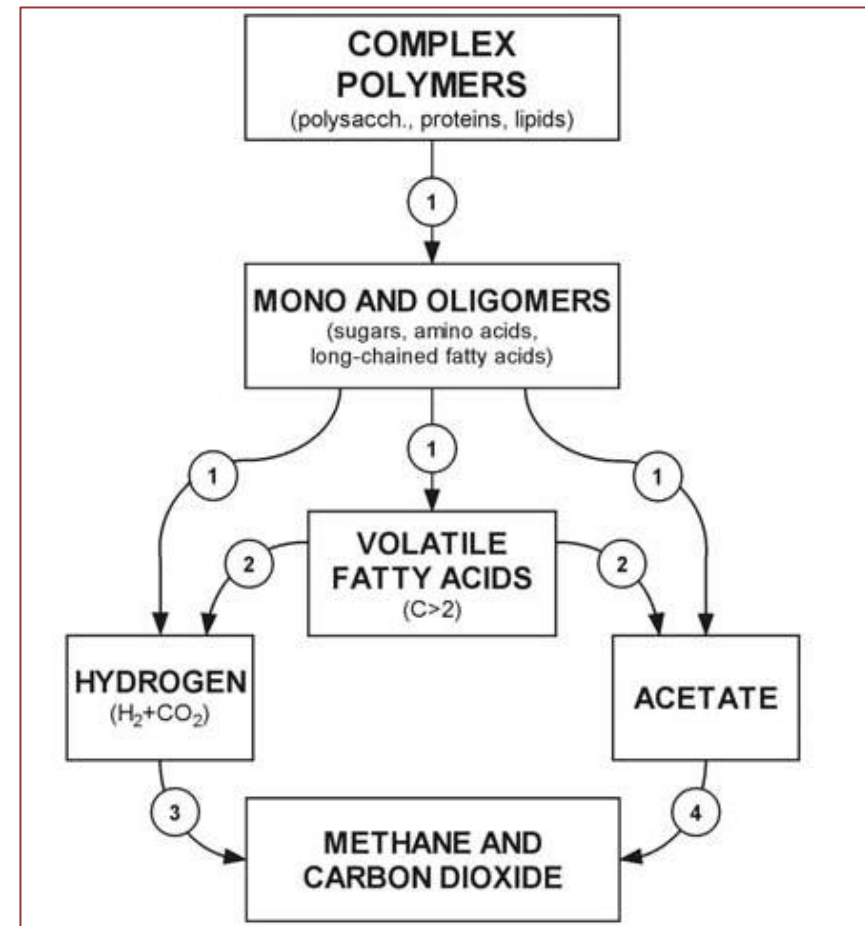 COMPLEX
POLYMERS
(polysacch., proteins, lipids)
1
MONO AND OLIGOMERS
(sugars, amino acids,
long-chained fatty acids)
1
1
1
VOLATILE
FATTY ACIDS
(C>2)
2
2
HYDROGEN
(H₂+CO₂)
ACETATE
3
4
METHANE AND
CARBON DIOXIDE